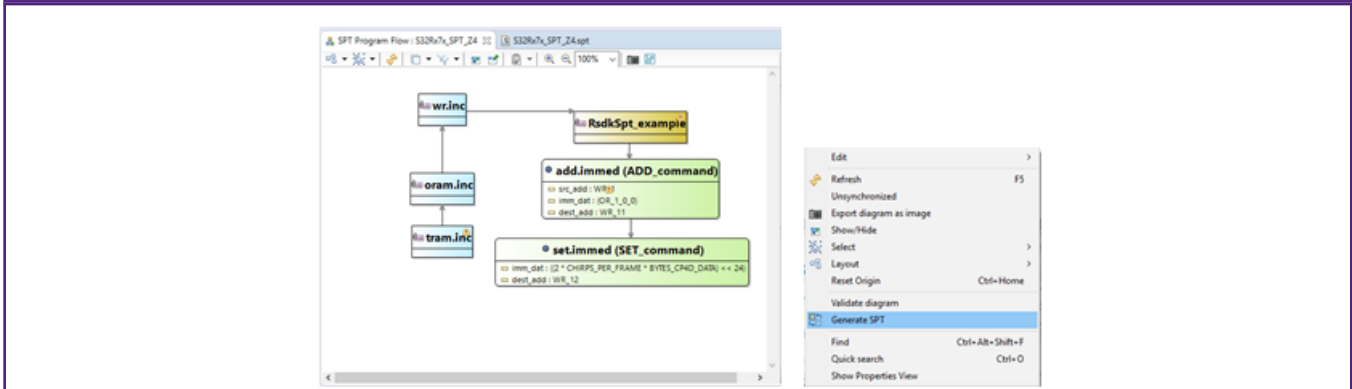 SPT Program Flow : S32Rx7x_SPT_Z4
S32Rx7x_SPT_Z4.spt
100%
wr.inc
RsdkSpt_example
add.immed (ADD_command)
imm_dat : (OR_1_0_0)
dest_add : WR_11
oram.inc
tram.inc
set.immed (SET_command)
imm_dat : ((2 * CHIRPS_PER_FRAME * BYTES_CP4D_DATA) << 24)
dest_add : WR_12
Edit >
Refresh F5
Unsynchronized
Export diagram as image
Show/Hide
Select >
Layout >
Reset Origin Ctrl+Home
Validate diagram
Generate SPT
Find Ctrl+Alt+Shift+F
Quick search Ctrl+O
Show Properties View